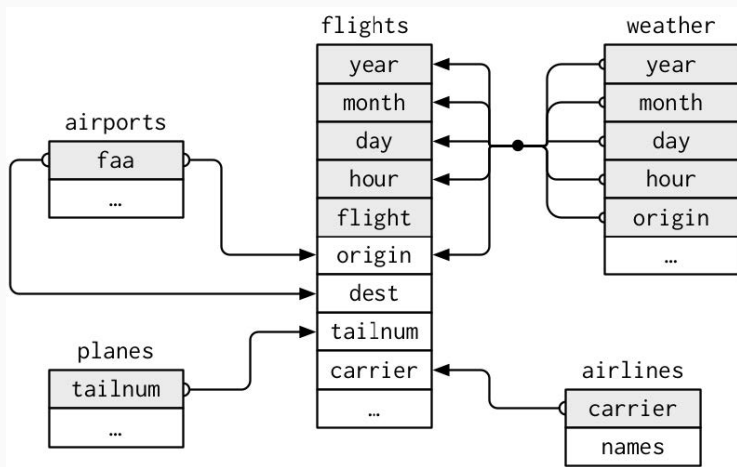 flights
year
month
day
hour
flight
origin
dest
tailnum
carrier
…
weather
year
month
day
hour
origin
…
airports
faa
…
planes
tailnum
…
airlines
carrier
names